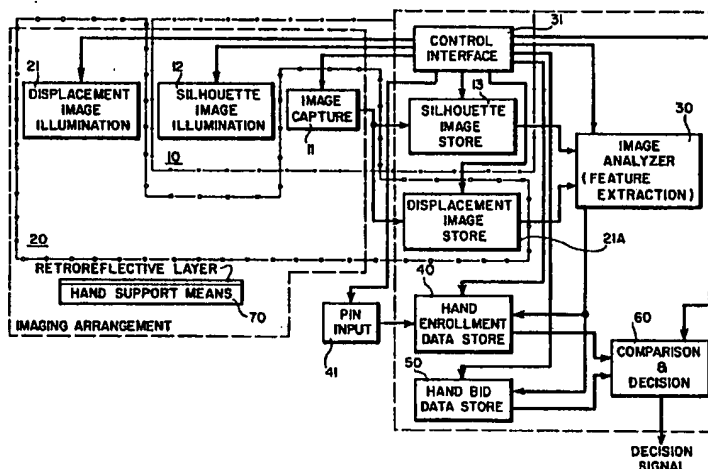 31
CONTROL
INTERFACE
21
DISPLACEMENT
IMAGE
ILLUMINATION
12
SILHOUETTE
IMAGE
ILLUMINATION
IMAGE
CAPTURE
11
13
SILHOUETTE
IMAGE
STORE
30
IMAGE
ANALYZER
(FEATURE
EXTRACTION)
10
DISPLACEMENT
IMAGE
STORE
21A
20
RETROREFLECTIVE LAYER
HAND SUPPORT MEANS
70
IMAGING ARRANGEMENT
PIN
INPUT
41
40
HAND
ENROLLMENT
DATA STORE
50
HAND BID
DATA STORE
60
COMPARISON
&
DECISION
DECISION
SIGNAL